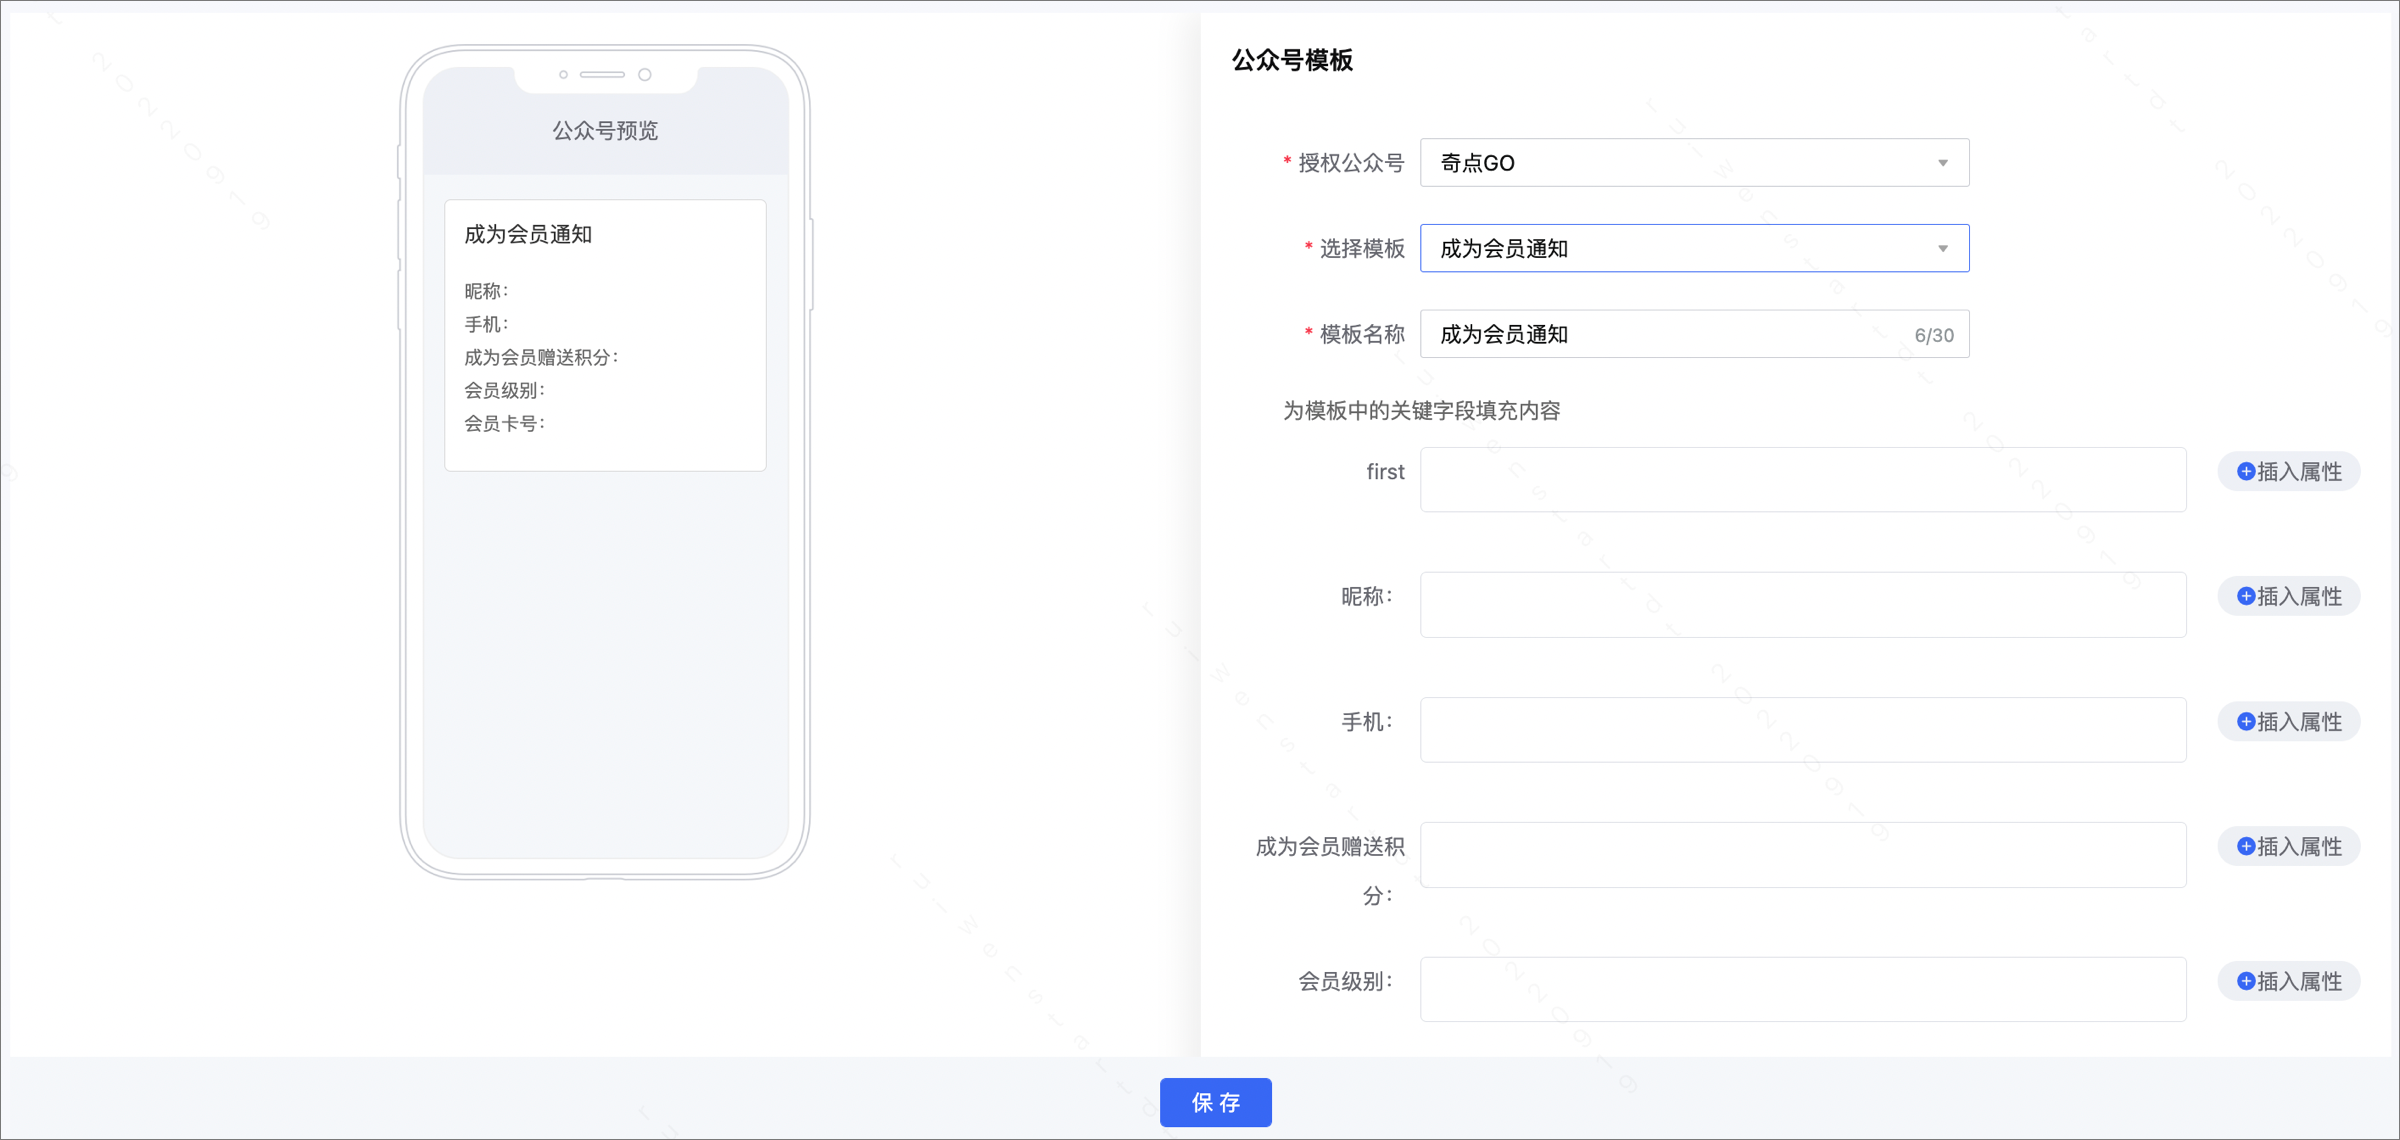 公众号预览
成为会员通知
昵称：
手机：
成为会员赠送积分：
会员级别：
会员卡号：
公众号模板
* 授权公众号 奇点GO
* 选择模板 成为会员通知
* 模板名称 成为会员通知 6/30
为模板中的关键字段填充内容
first 插入属性
昵称： 插入属性
手机： 插入属性
成为会员赠送积 插入属性
分：
会员级别： 插入属性
保 存